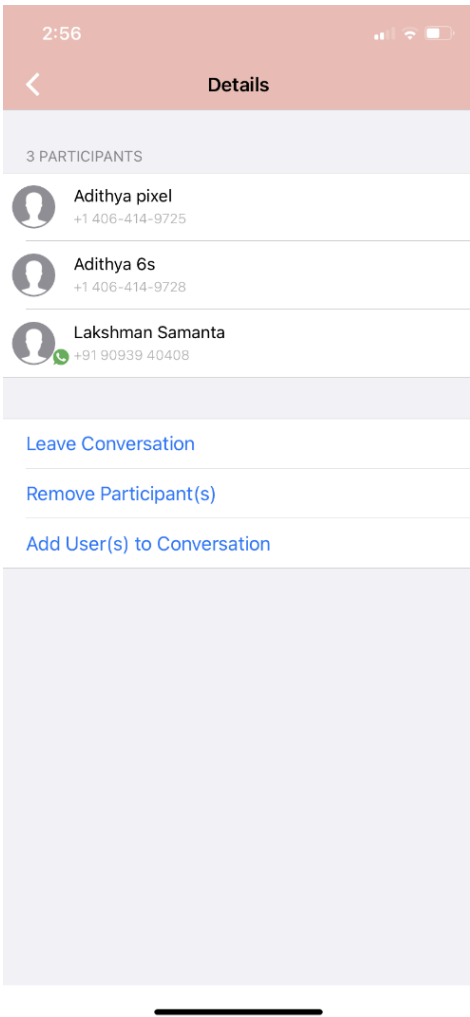 2:56
Details
3 PARTICIPANTS
Adithya pixel
+1 406-414-9725
Adithya 6s
+1 406-414-9728
Lakshman Samanta
+91 90939 40408
Leave Conversation
Remove Participant(s)
Add User(s) to Conversation